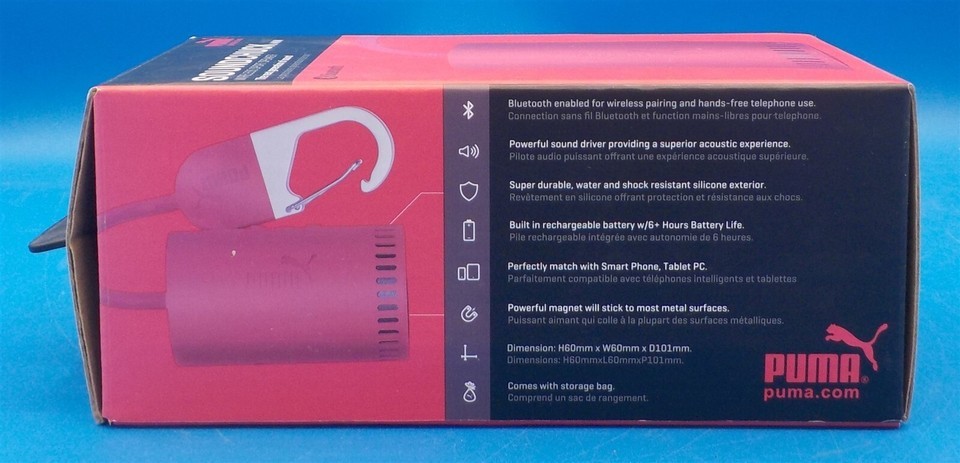 SOUNDCHUCK
Bluetooth enabled for wireless pairing and hands-free telephone use.
Connection sans fil Bluetooth et function mains-libres pour telephone.
Powerful sound driver providing a superior acoustic experience.
Pilote audio puissant offrant une expérience acoustique supérieure.
Super durable, water and shock resistant silicone exterior.
Revêtement en silicone offrant protection et résistance aux chocs.
Built in rechargeable battery w/6+ Hours Battery Life.
Pile rechargeable intégrée avec autonomie de 6 heures.
Perfectly match with Smart Phone, Tablet PC.
Parfaitement compatible avec téléphones intelligents et tablettes
Powerful magnet will stick to most metal surfaces.
Puissant aimant qui colle à la plupart des surfaces métalliques.
Dimension: H60mm x W60mm x D101mm.
Dimensions: H60mmxL60mmxP101mm.
Comes with storage bag.
Comprend un sac de rangement.
PUMA®
puma.com